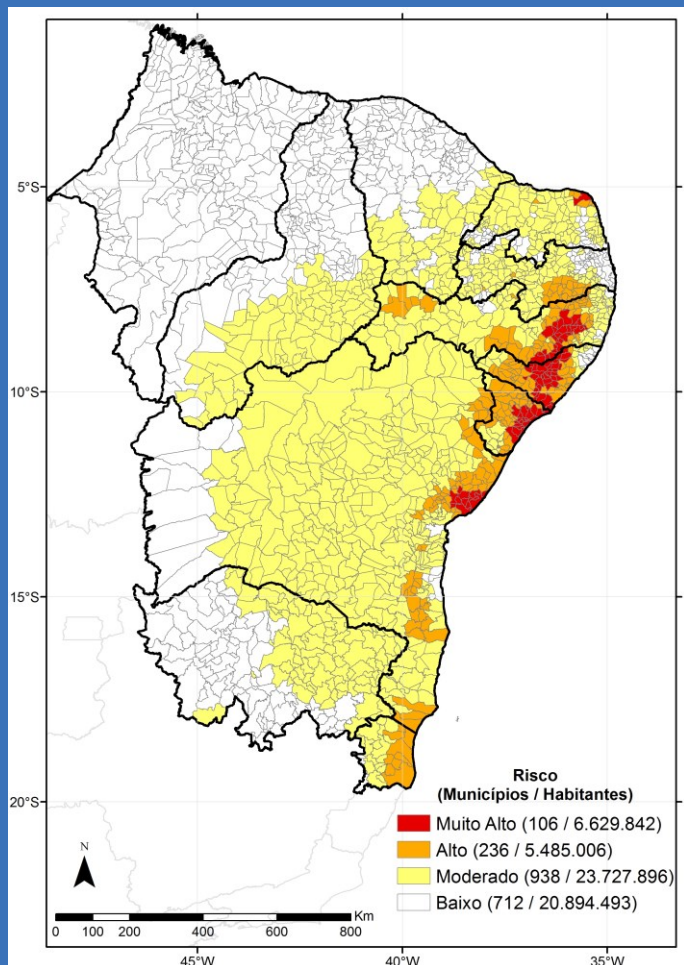 5°S
10°S
15°S
20°S
Risco
(Municípios / Habitantes)
Muito Alto (106 / 6.629.842)
Alto (236 / 5.485.006)
Moderado (938 / 23.727.896)
Baixo (712 / 20.894.493)
N
Km
0 100 200 400 600 800
45°W 40°W 35°W